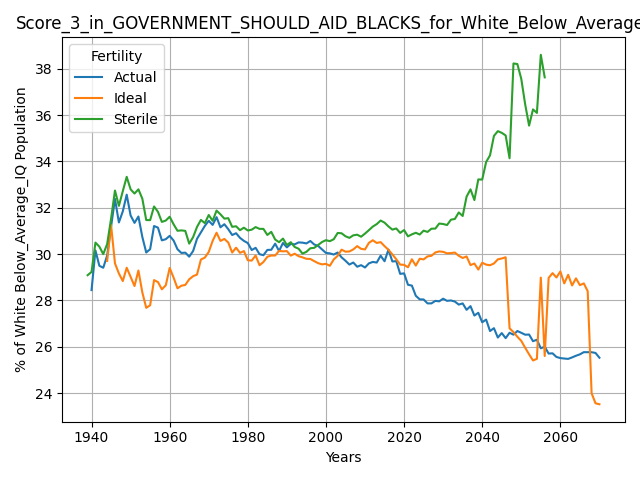 Score_3_in_GOVERNMENT_SHOULD_AID_BLACKS_for_White_Below_Average
Fertility
Actual
Ideal
Sterile
% of White Below_Average_IQ Population
38
36
34
32
30
28
26
24
1940
1960
1980
2000
2020
2040
2060
Years